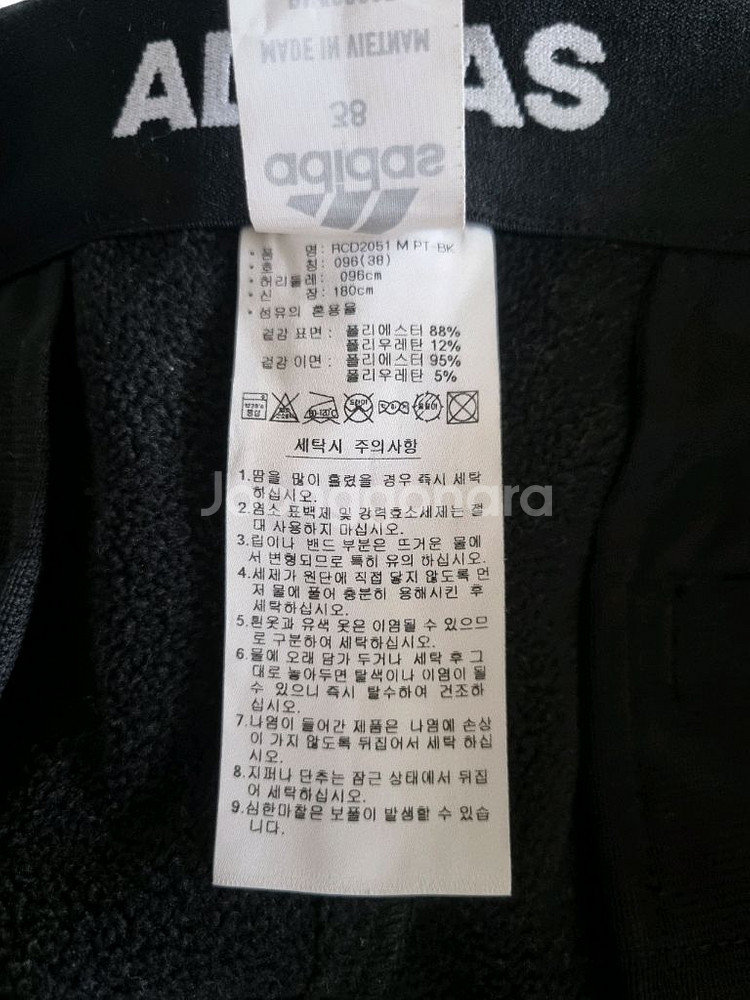 MADE IN VIETNAM
38
adidas
· 품 명: RCD2051 M PT-BK
· 호 칭: 096(38)
· 허리둘레: 096cm
· 신 장: 180cm
· 섬유의 혼용율
겉감 표면: 폴리에스터 88%
폴리우레탄 12%
겉감 이면: 폴리에스터 95%
폴리우레탄 5%
세탁시 주의사항
1.땀을 많이 흘렸을 경우 즉시 세탁
하십시오.
2.염소 표백제 및 강력효소세제는 절
대 사용하지 마십시오.
3.립이나 밴드부분은 뜨거운 물에
서 변형되므로 특히 유의 하십시오.
4.세제가 원단에 직접 닿지 않도록 먼
저 물에 풀어 충분히 용해시킨 후
세탁하십시오.
5.흰옷과 유색 옷은 이염될 수 있으므
로 구분하여 세탁하십시오.
6.물에 오래 담가 두거나 세탁 후 그
대로 놓아두면 탈색이나 이염이 될
수 있으니 즉시 탈수하여 건조하
십시오.
7.나염이 들어간 제품은 나염에 손상
이 가지 않도록 뒤집어서 세탁 하십
시오.
8.지퍼나 단추는 잠근 상태에서 뒤집
어 세탁하십시오.
9.심한마찰은 보풀이 발생할 수 있습
니다.
Joonggonara